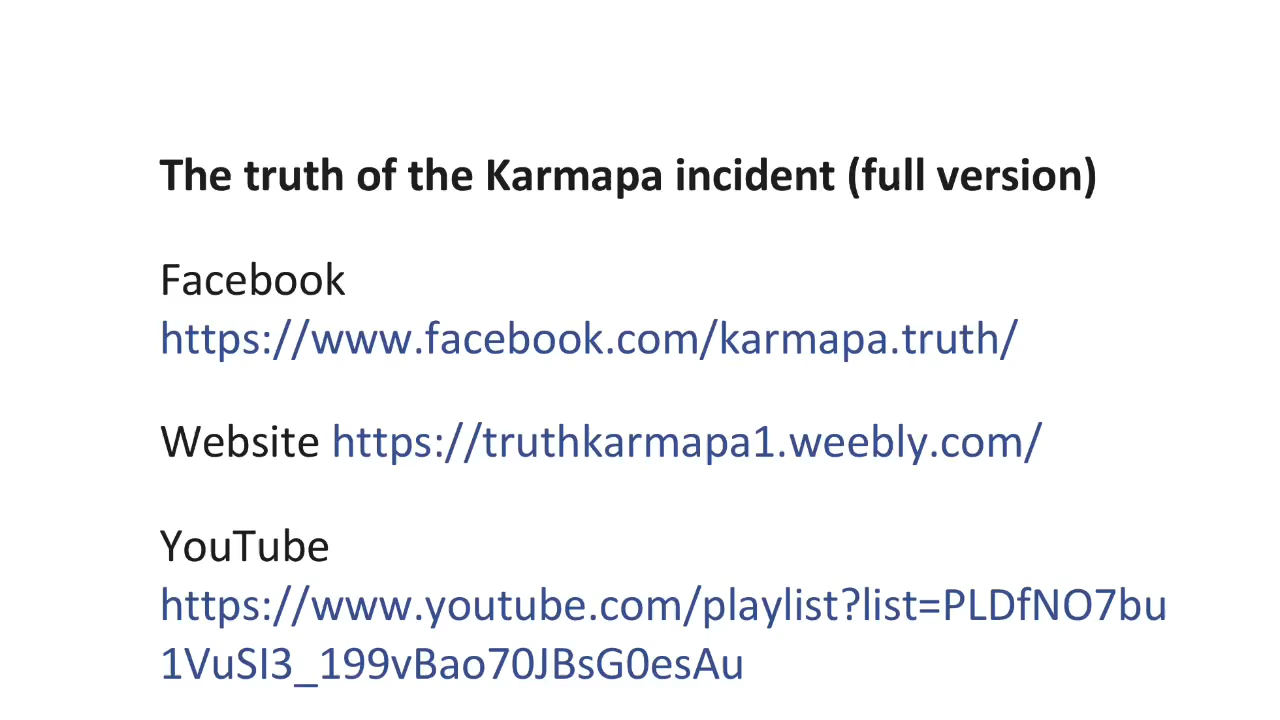 The truth of the Karmapa incident (full version)
Facebook
https://www.facebook.com/karmapa.truth/
Website https://truthkarmapa1.weebly.com/
YouTube
https://www.youtube.com/playlist?list=PLDfNO7bu
1VuSI3_199vBao70JBsG0esAu